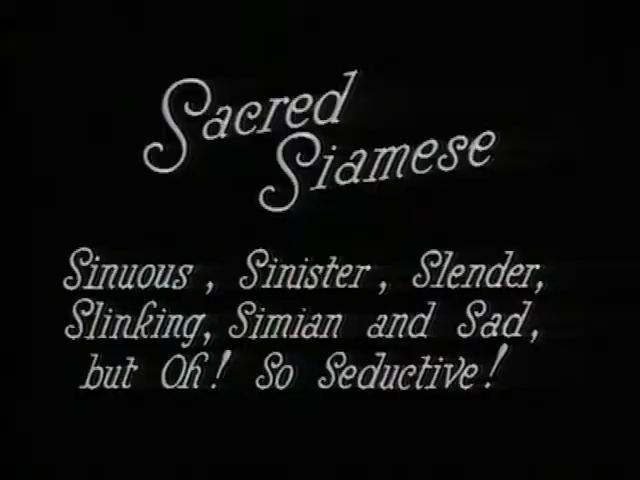 Sacred
Siamese
Sinuous, Sinister, Slender,
Slinking, Simian and Sad,
but Oh! So Seductive!